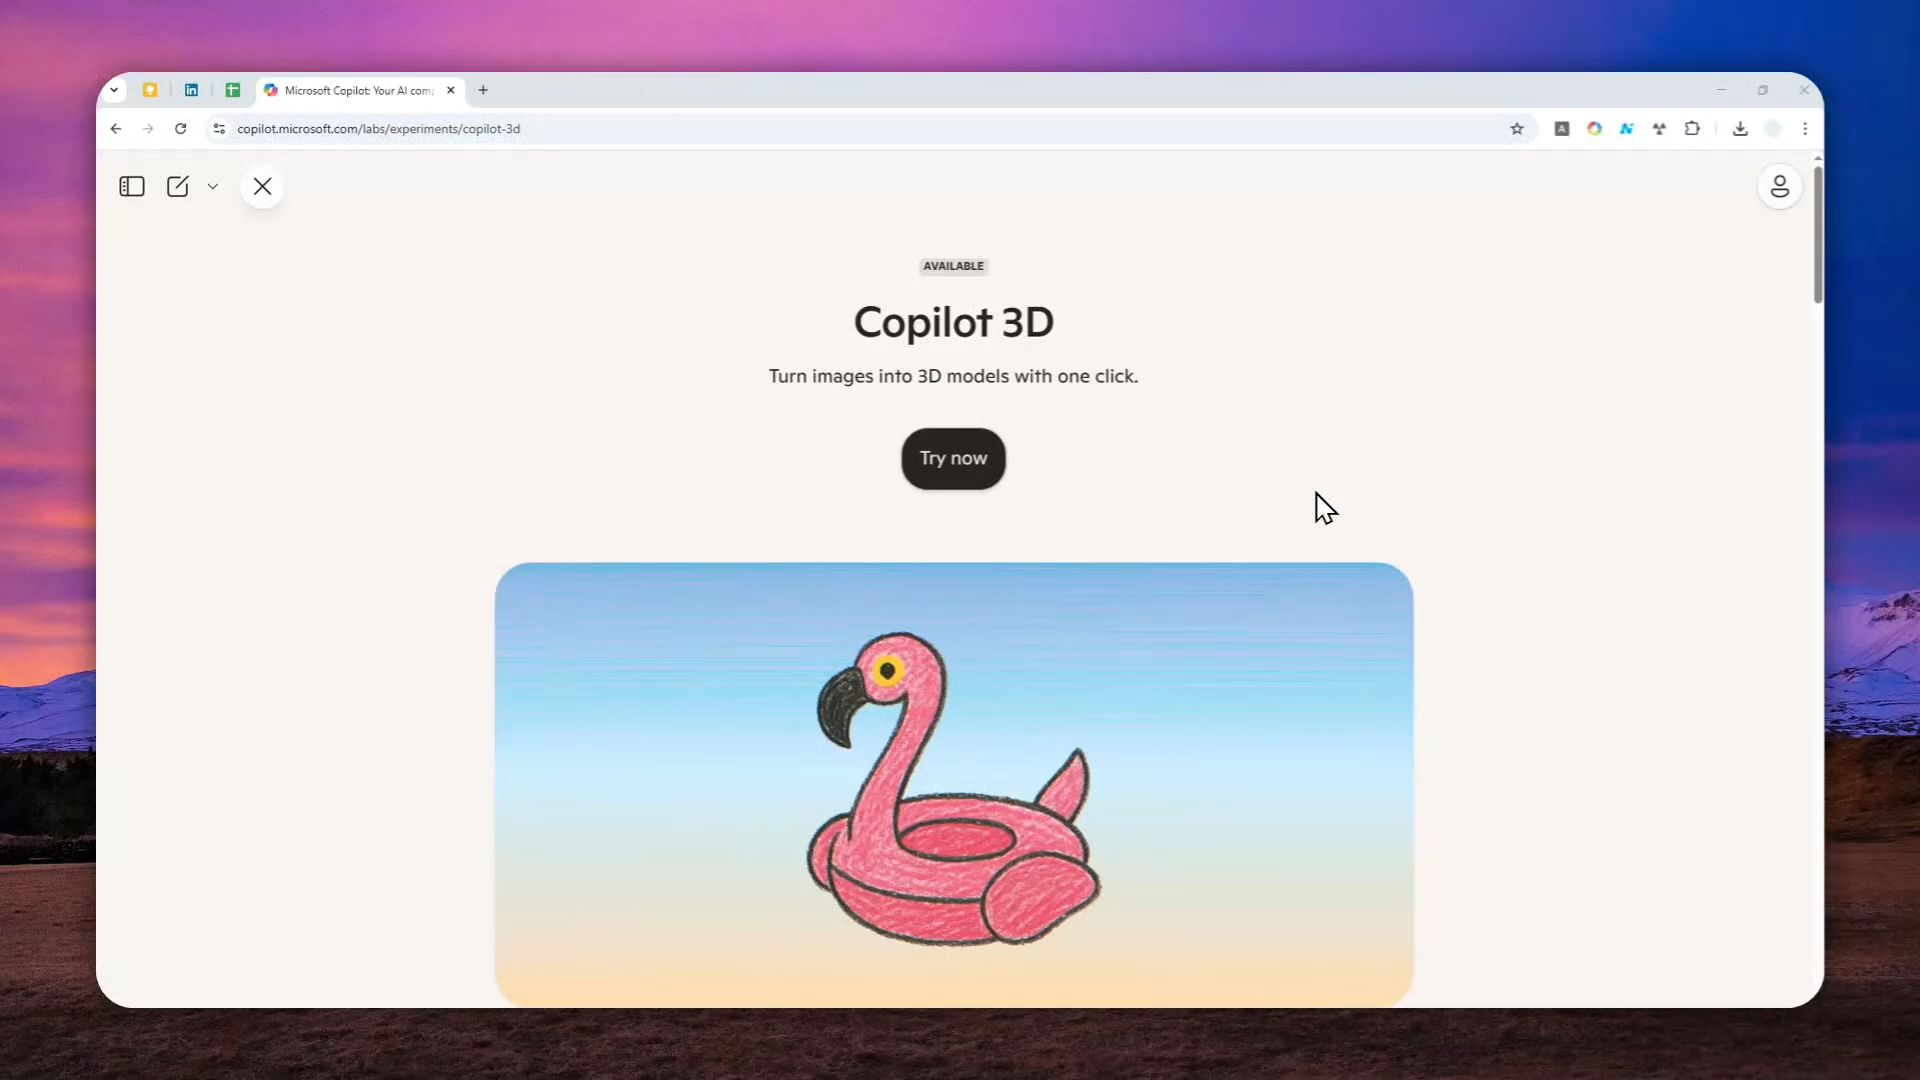 Microsoft Copilot: Your AI com
copilot.microsoft.com/labs/experiments/copilot-3d
AVAILABLE
Copilot 3D
Turn images into 3D models with one click.
Try now